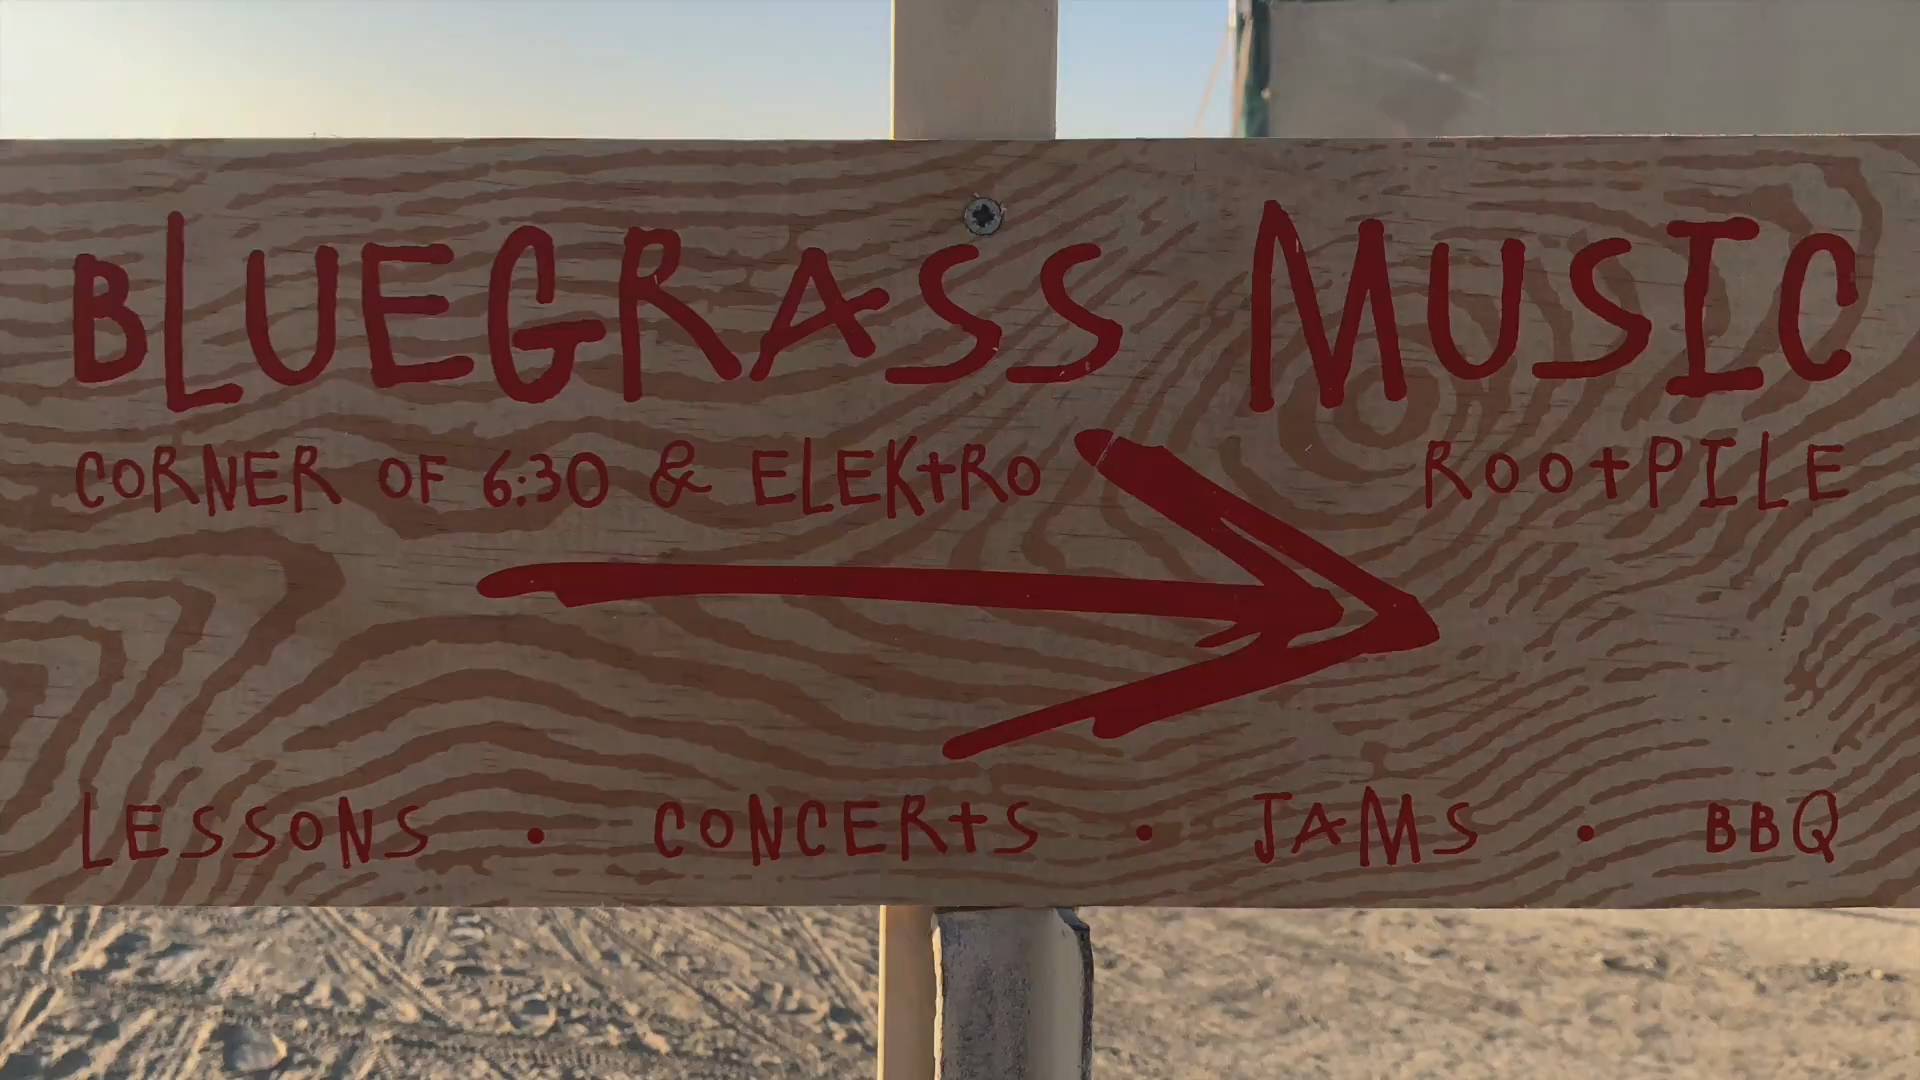 BLUEGRASS MUSIC
CORNER OF 6:30 & ELEKtRO ROOtPILE
LESSONS • CONCERtS • JAMS • BBQ